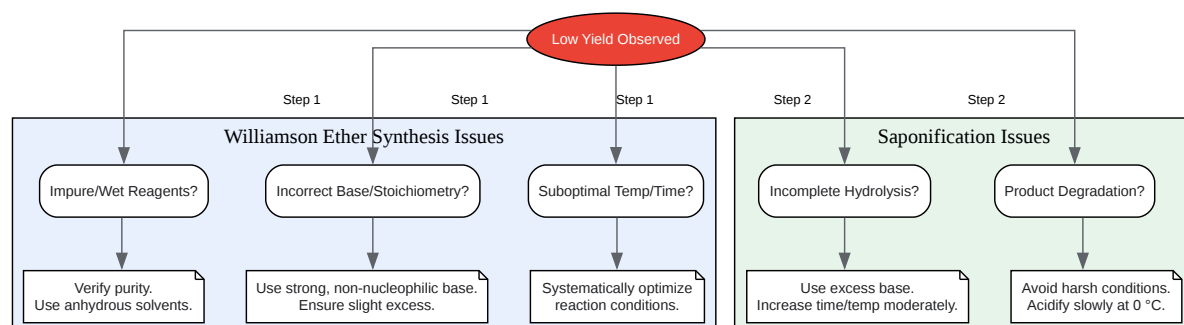 Low Yield Observed
Step 1
Step 1
Step 1
Step 2
Step 2
Williamson Ether Synthesis Issues
Saponification Issues
Impure/Wet Reagents?
Incorrect Base/Stoichiometry?
Suboptimal Temp/Time?
Incomplete Hydrolysis?
Product Degradation?
Verify purity.
Use anhydrous solvents.
Use strong, non-nucleophilic base.
Ensure slight excess.
Systematically optimize
reaction conditions.
Use excess base.
Increase time/temp moderately.
Avoid harsh conditions.
Acidify slowly at 0 °C.